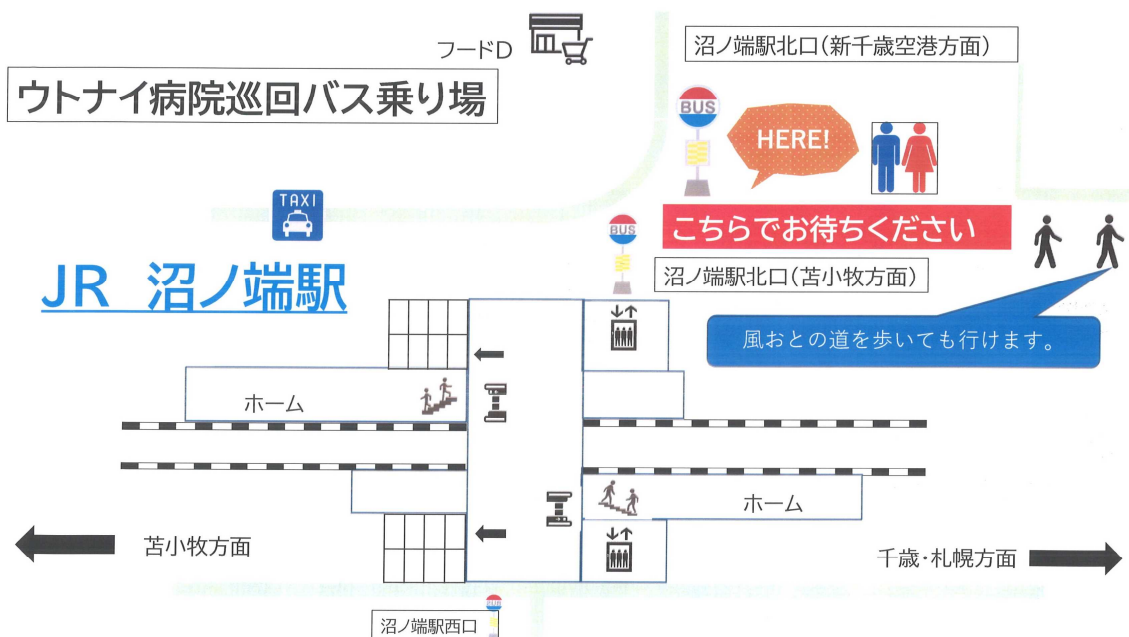 フードD
沼ノ端駅北口(新千歳空港方面)
ウトナイ病院巡回バス乗り場
BUS
HERE!
TAXI
こちらでお待ちください
BUS
JR 沼ノ端駅
沼ノ端駅北口(苫小牧方面)
風おとの道を歩いても行けます。
ホーム
ホーム
苫小牧方面
千歳・札幌方面
BUS
沼ノ端駅西口